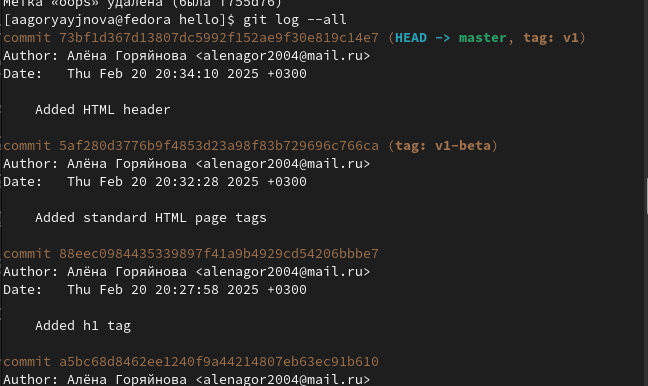 Метка «oops» удалена (была f755d76)
[aagoryayjnova@fedora hello]$ git log --all
commit 73bf1d367d13807dc5992f152ae9f30e819c14e7 (HEAD -> master, tag: v1)
Author: Алёна Горяйнова <alenagor2004@mail.ru>
Date:   Thu Feb 20 20:34:10 2025 +0300
Added HTML header
commit 5af280d3776b9f4853d23a98f83b729696c766ca (tag: v1-beta)
Author: Алёна Горяйнова <alenagor2004@mail.ru>
Date:   Thu Feb 20 20:32:28 2025 +0300
Added standard HTML page tags
commit 88eec0984435339897f41a9b4929cd54206bbbe7
Author: Алёна Горяйнова <alenagor2004@mail.ru>
Date:   Thu Feb 20 20:27:58 2025 +0300
Added h1 tag
commit a5bc68d8462ee1240f9a44214807eb63ec91b610
Author: Алёна Горяйнова <alenagor2004@mail.ru>